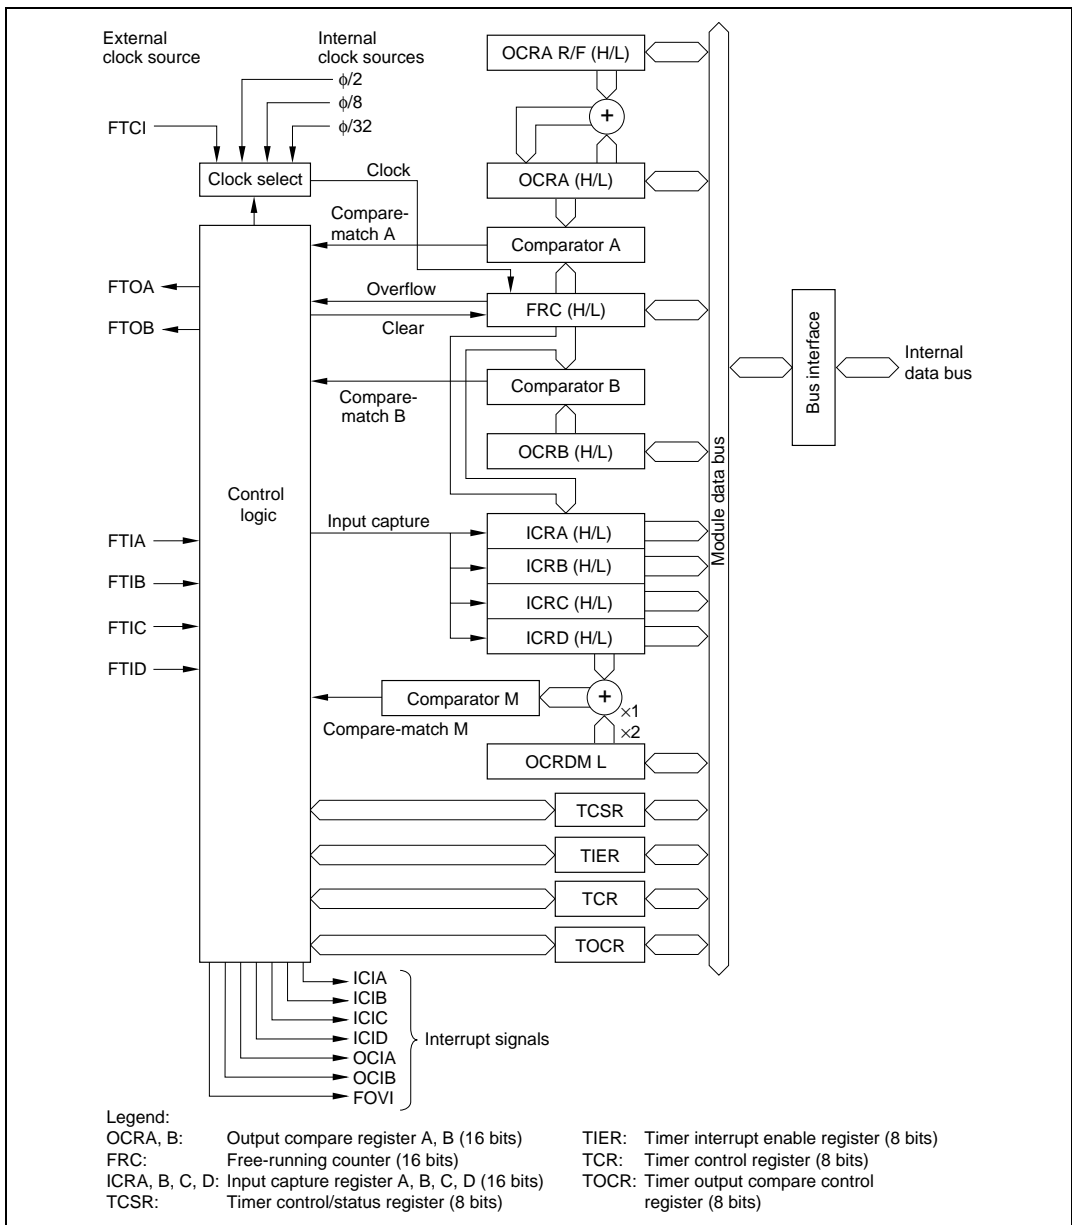 External
clock source
Internal
clock sources
ϕ/2
ϕ/8
ϕ/32
FTCI
Clock select
Clock
OCRA R/F (H/L)
+
OCRA (H/L)
Compare-
match A
Comparator A
FTOA
FTOB
Overflow
Clear
FRC (H/L)
Compare-
match B
Comparator B
OCRB (H/L)
Control
logic
Input capture
FTIA
FTIB
FTIC
FTID
ICRA (H/L)
ICRB (H/L)
ICRC (H/L)
ICRD (H/L)
Comparator M
Compare-match M
+
×1
×2
OCRDM L
TCSR
TIER
TCR
TOCR
Module data bus
Bus interface
Internal
data bus
ICIA
ICIB
ICIC
ICID
OCIA
OCIB
FOVI
Interrupt signals
Legend:
OCRA, B: Output compare register A, B (16 bits)
FRC: Free-running counter (16 bits)
ICRA, B, C, D: Input capture register A, B, C, D (16 bits)
TCSR: Timer control/status register (8 bits)
TIER: Timer interrupt enable register (8 bits)
TCR: Timer control register (8 bits)
TOCR: Timer output compare control
register (8 bits)